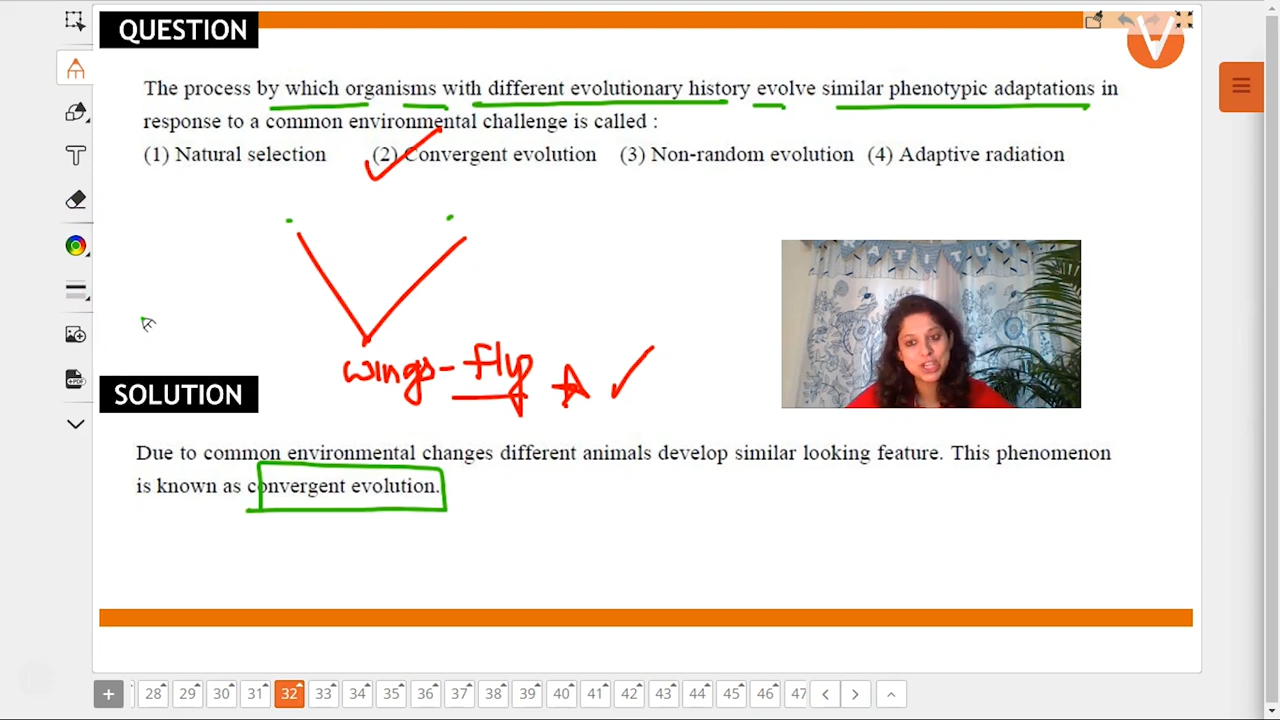 QUESTION
The process by which organisms with different evolutionary history evolve similar phenotypic adaptations in
response to a common environmental challenge is called :
(1) Natural selection (2) Convergent evolution (3) Non-random evolution (4) Adaptive radiation
RATITUD
wings - fly
SOLUTION
Due to common environmental changes different animals develop similar looking feature. This phenomenon
is known as convergent evolution.
28 29 30 31 32 33 34 35 36 37 38 39 40 41 42 43 44 45 46 47